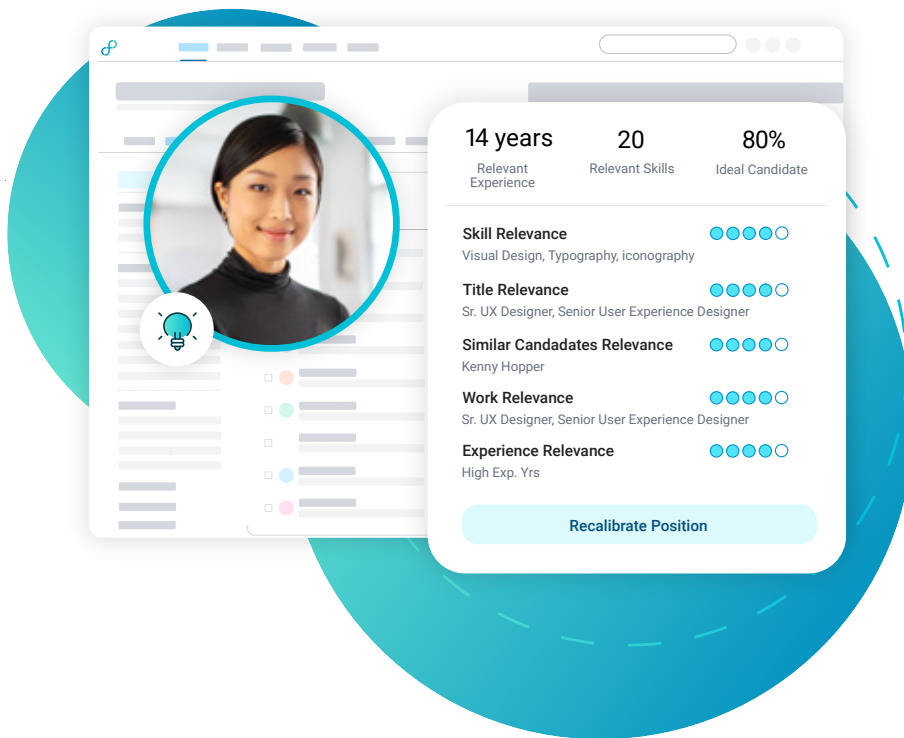 14 years
20
80%
Relevant
Experience
Relevant Skills
Ideal Candidate
Skill Relevance
Visual Design, Typography, iconography
Title Relevance
Sr. UX Designer, Senior User Experience Designer
Similar Candadates Relevance
Kenny Hopper
Work Relevance
Sr. UX Designer, Senior User Experience Designer
Experience Relevance
High Exp. Yrs
Recalibrate Position